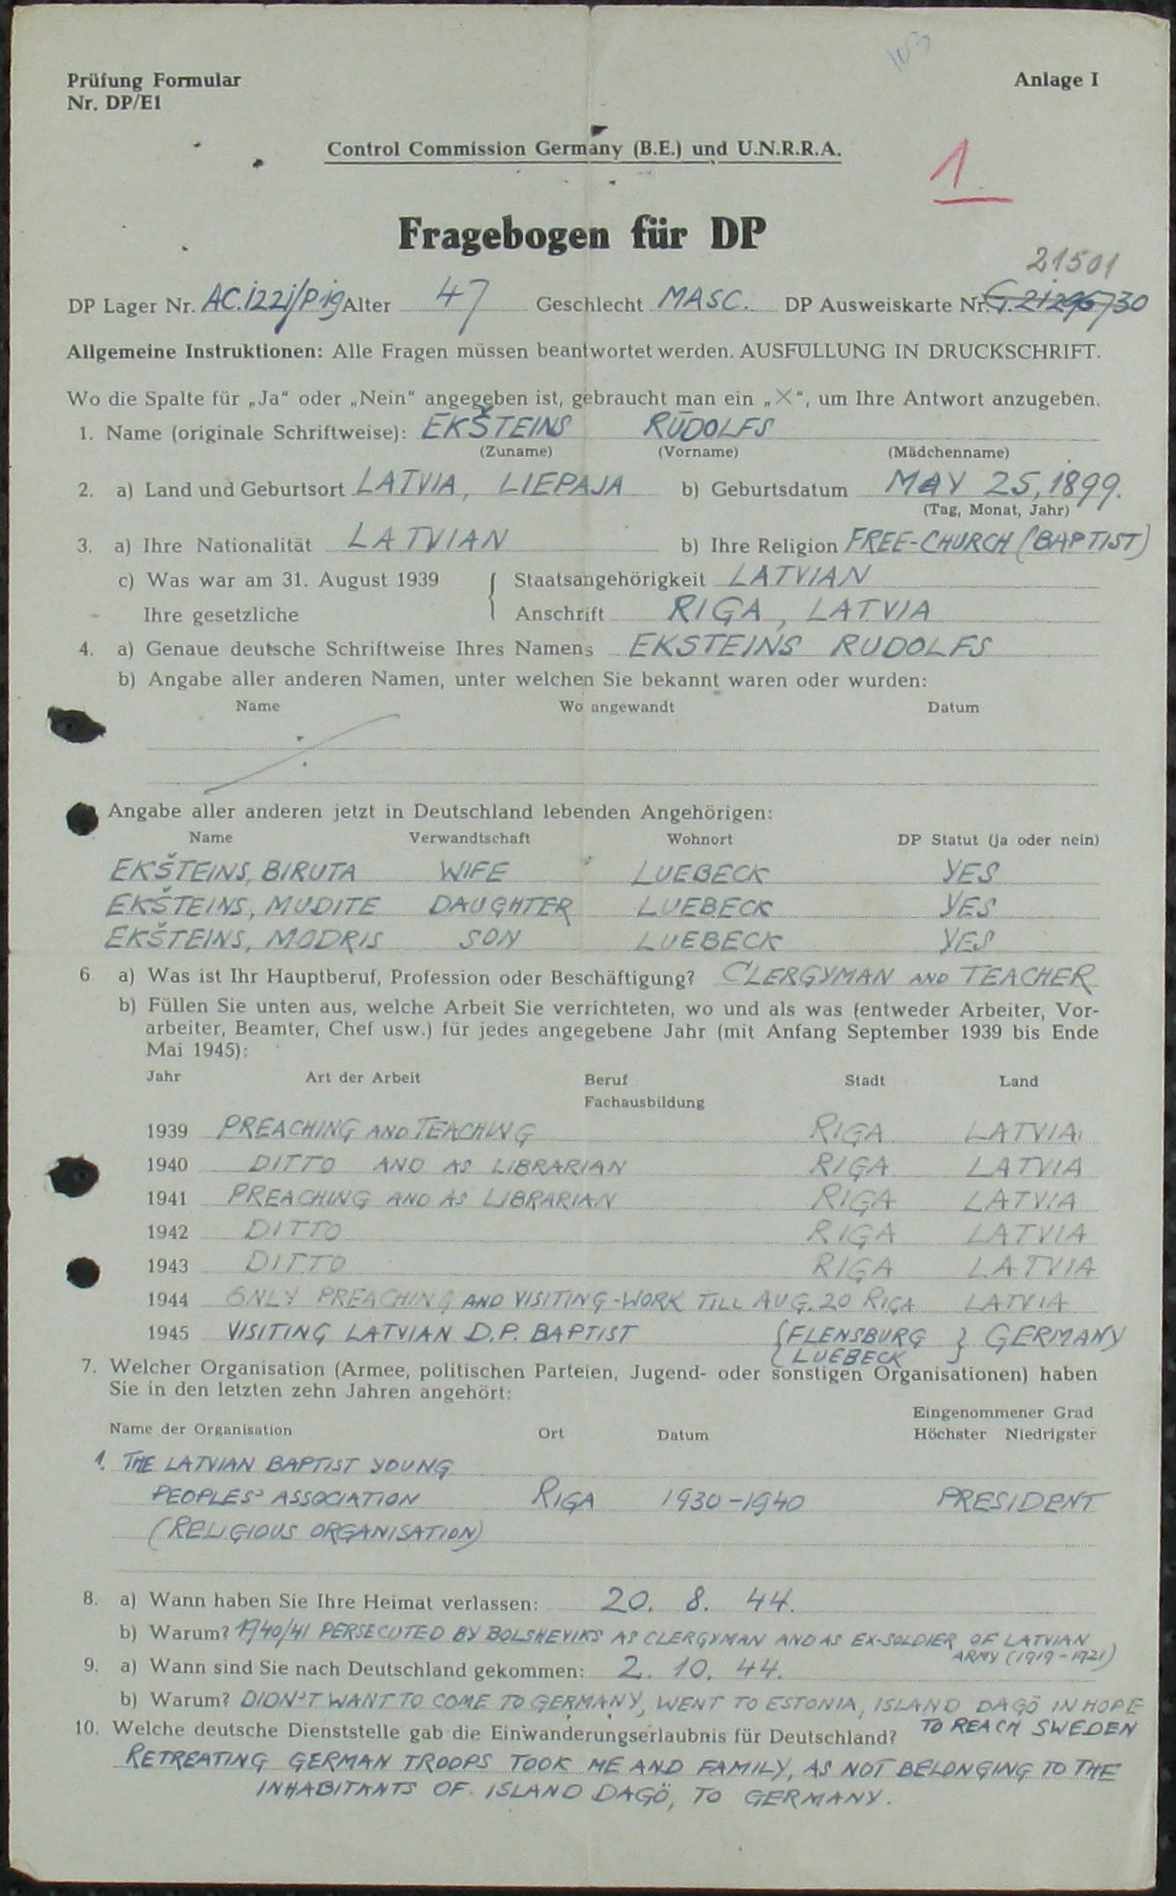 103
Prüfung Formular
Nr. DP/E1
Anlage I
Control Commission Germany (B.E.) und U.N.R.R.A.
1
Fragebogen für DP
21501
DP Lager Nr. Alter 47 Geschlecht MASC. DP Ausweiskarte Nr.
Allgemeine Instruktionen: Alle Fragen müssen beantwortet werden. AUSFÜLLUNG IN DRUCKSCHRIFT.
Wo die Spalte für „Ja“ oder „Nein“ angegeben ist, gebraucht man ein „X“, um Ihre Antwort anzugeben.
1. Name (originale Schriftweise): EKŠTEINS RŪDOLFS
(Zuname) (Vorname) (Mädchenname)
2. a) Land und Geburtsort LATVIA, LIEPAJA b) Geburtsdatum MAY 25, 1899.
(Tag, Monat, Jahr)
3. a) Ihre Nationalität LATVIAN b) Ihre Religion FREE-CHURCH (BAPTIST)
c) Was war am 31. August 1939 { Staatsangehörigkeit LATVIAN
Ihre gesetzliche Anschrift RIGA, LATVIA
4. a) Genaue deutsche Schriftweise Ihres Namens EKSTEINS RUDOLFS
b) Angabe aller anderen Namen, unter welchen Sie bekannt waren oder wurden:
Name Wo angewandt Datum
Angabe aller anderen jetzt in Deutschland lebenden Angehörigen:
Name Verwandtschaft Wohnort DP Statut (ja oder nein)
EKŠTEINS, BIRUTA WIFE LUEBECK YES
EKŠTEINS, MUDITE DAUGHTER LUEBECK YES
EKŠTEINS, MODRIS SON LUEBECK YES
6. a) Was ist Ihr Hauptberuf, Profession oder Beschäftigung? CLERGYMAN AND TEACHER
b) Füllen Sie unten aus, welche Arbeit Sie verrichteten, wo und als was (entweder Arbeiter, Vor-
arbeiter, Beamter, Chef usw.) für jedes angegebene Jahr (mit Anfang September 1939 bis Ende
Mai 1945):
Jahr Art der Arbeit Beruf Stadt Land
Fachausbildung
1939 PREACHING AND TEACHING RIGA LATVIA
1940 DITTO AND AS LIBRARIAN RIGA LATVIA
1941 PREACHING AND AS LIBRARIAN RIGA LATVIA
1942 DITTO RIGA LATVIA
1943 DITTO RIGA LATVIA
1944 ONLY PREACHING AND VISITING-WORK TILL AUG. 20 RIGA LATVIA
1945 VISITING LATVIAN D.P. BAPTIST { FLENSBURG } GERMANY
LUEBECK
7. Welcher Organisation (Armee, politischen Parteien, Jugend- oder sonstigen Organisationen) haben
Sie in den letzten zehn Jahren angehört:
Eingenommener Grad
Name der Organisation Ort Datum Höchster Niedrigster
1. THE LATVIAN BAPTIST YOUNG
PEOPLES' ASSOCIATION RIGA 1930-1940 PRESIDENT
(RELIGIOUS ORGANISATION)
8. a) Wann haben Sie Ihre Heimat verlassen: 20. 8. 44.
b) Warum? 1940/41 PERSECUTED BY BOLSHEVIKS AS CLERGYMAN AND AS EX-SOLDIER OF LATVIAN
ARMY (1919-1921)
9. a) Wann sind Sie nach Deutschland gekommen: 2. 10. 44.
b) Warum? DIDN'T WANT TO COME TO GERMANY, WENT TO ESTONIA, ISLAND DAGÖ IN HOPE
TO REACH SWEDEN
10. Welche deutsche Dienststelle gab die Einwanderungserlaubnis für Deutschland?
RETREATING GERMAN TROOPS TOOK ME AND FAMILY, AS NOT BELONGING TO THE
INHABITANTS OF ISLAND DAGÖ, TO GERMANY.